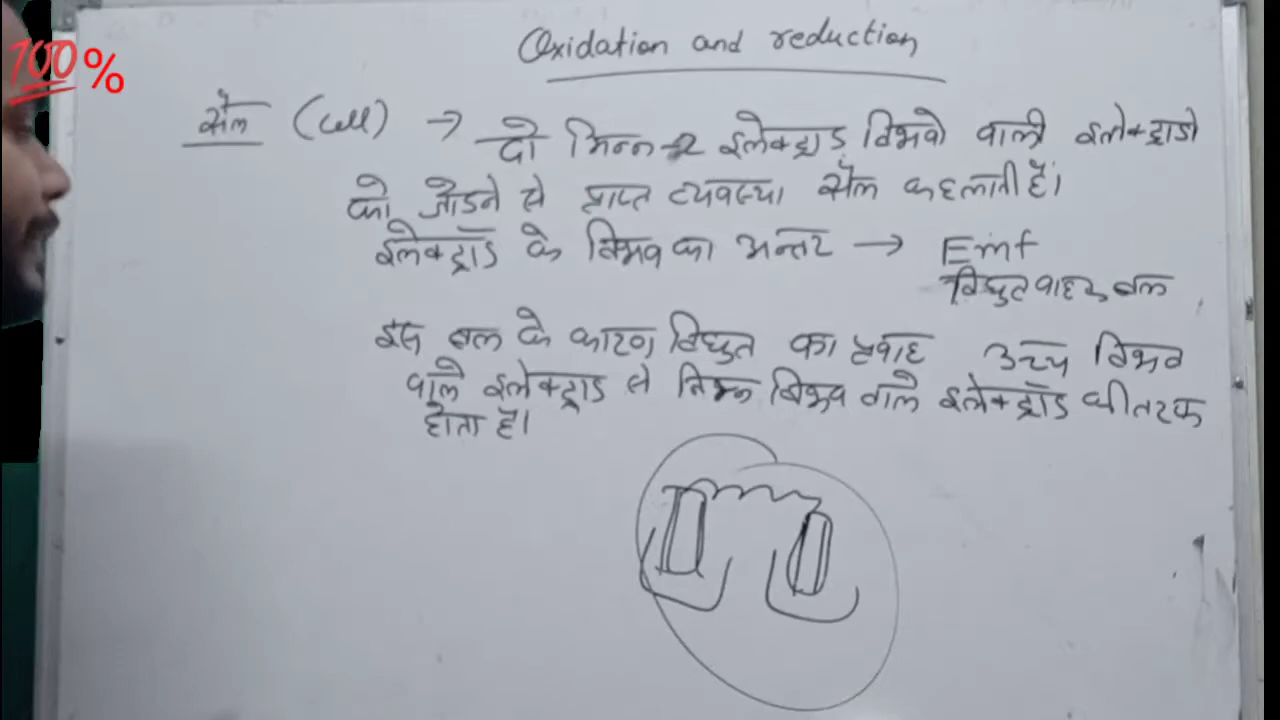 100%
Oxidation and reduction
सैल (Cell) → दो भिन्न-2 इलेक्ट्राड विभवो वाली इलेक्ट्राडो
को जोडने से प्राप्त व्यवस्था सैल कहलाती है।
इलेक्ट्रॉड के विभव का अन्तर → Emf
विधुत वाहक बल
इस बल के कारण विधुत का प्रवाह उच्च विभव
वाले इलेक्ट्राड से निम्न विभव वाले इलेक्ट्रॉड की तरफ
होता है।